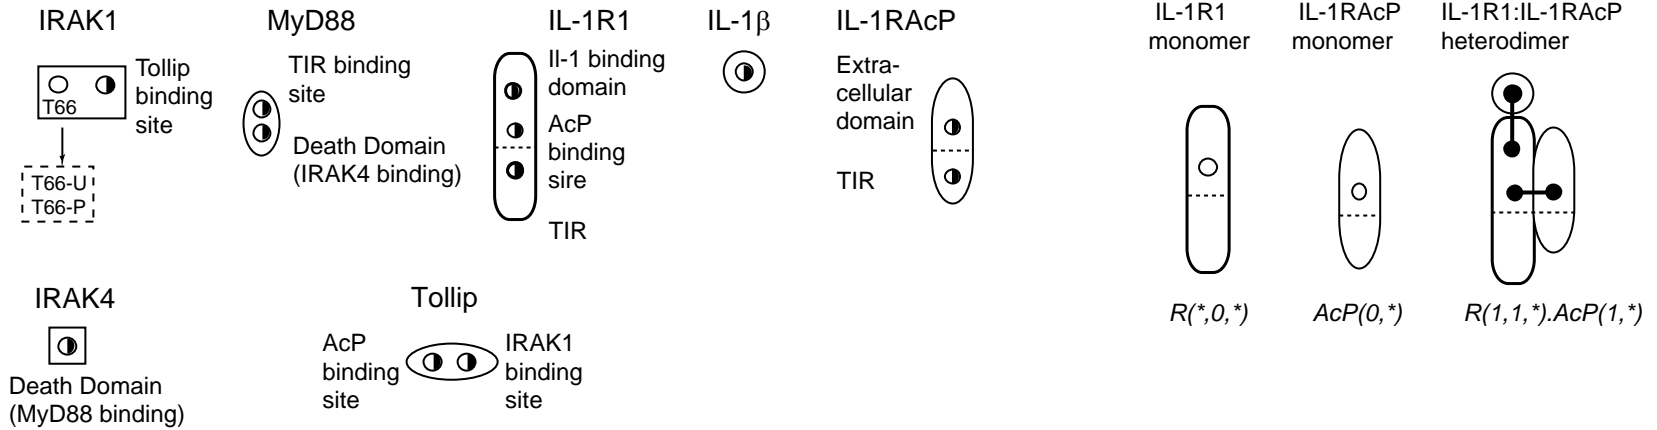 IRAK1
T66
Tollip
binding
site
T66-U
T66-P
MyD88
TIR binding
site
Death Domain
(IRAK4 binding)
IL-1R1
Il-1 binding
domain
AcP
binding
sire
TIR
IL-1β
IL-1RAcP
Extra-
cellular
domain
TIR
IL-1R1
monomer
IL-1RAcP
monomer
IL-1R1:IL-1RAcP
heterodimer
R(*,0,*)
AcP(0,*)
R(1,1,*).AcP(1,*)
IRAK4
Death Domain
(MyD88 binding)
Tollip
AcP
binding
site
IRAK1
binding
site